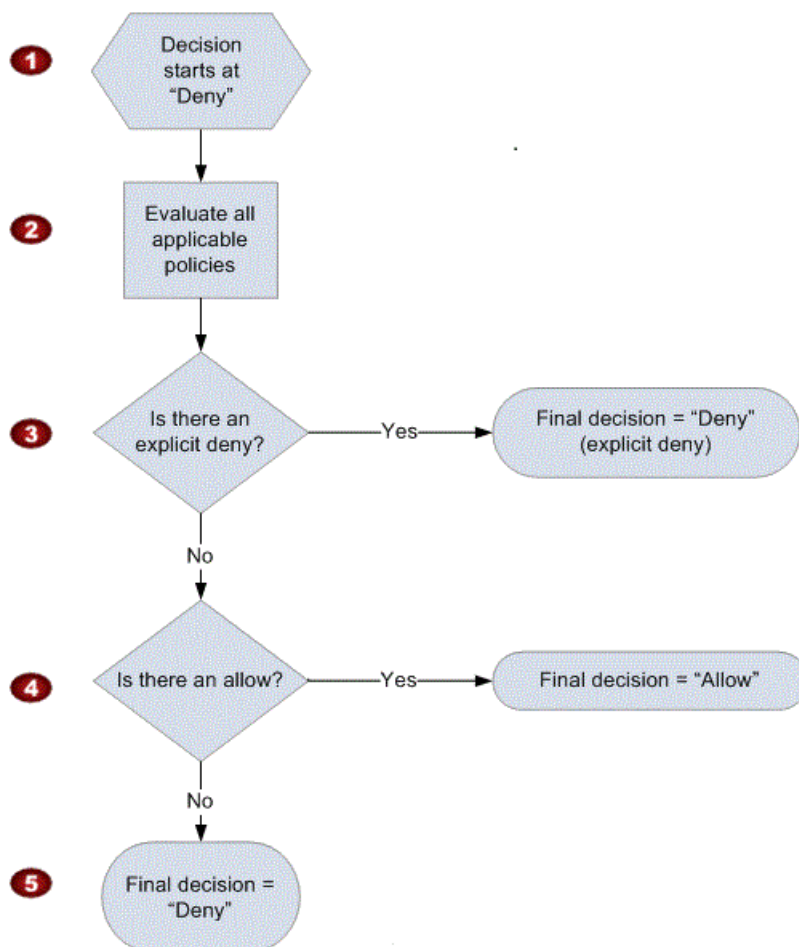 1
Decision
starts at
“Deny”
2
Evaluate all
applicable
policies
3
Is there an
explicit deny?
Yes
Final decision = “Deny”
(explicit deny)
No
4
Is there an allow?
Yes
Final decision = “Allow”
No
5
Final decision =
“Deny”